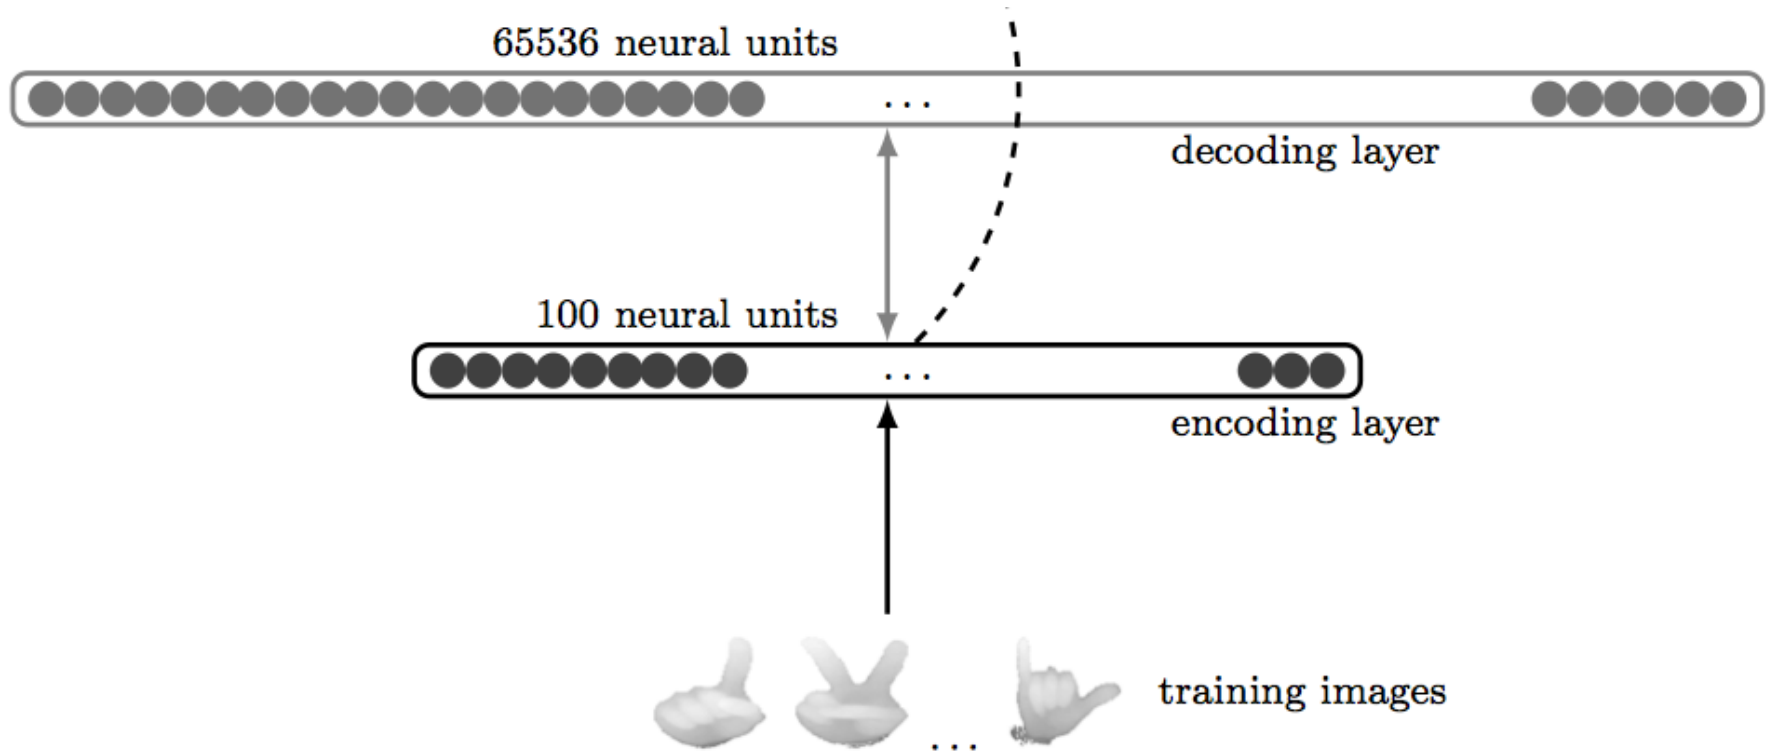 65536 neural units
...
decoding layer
100 neural units
...
encoding layer
training images
...